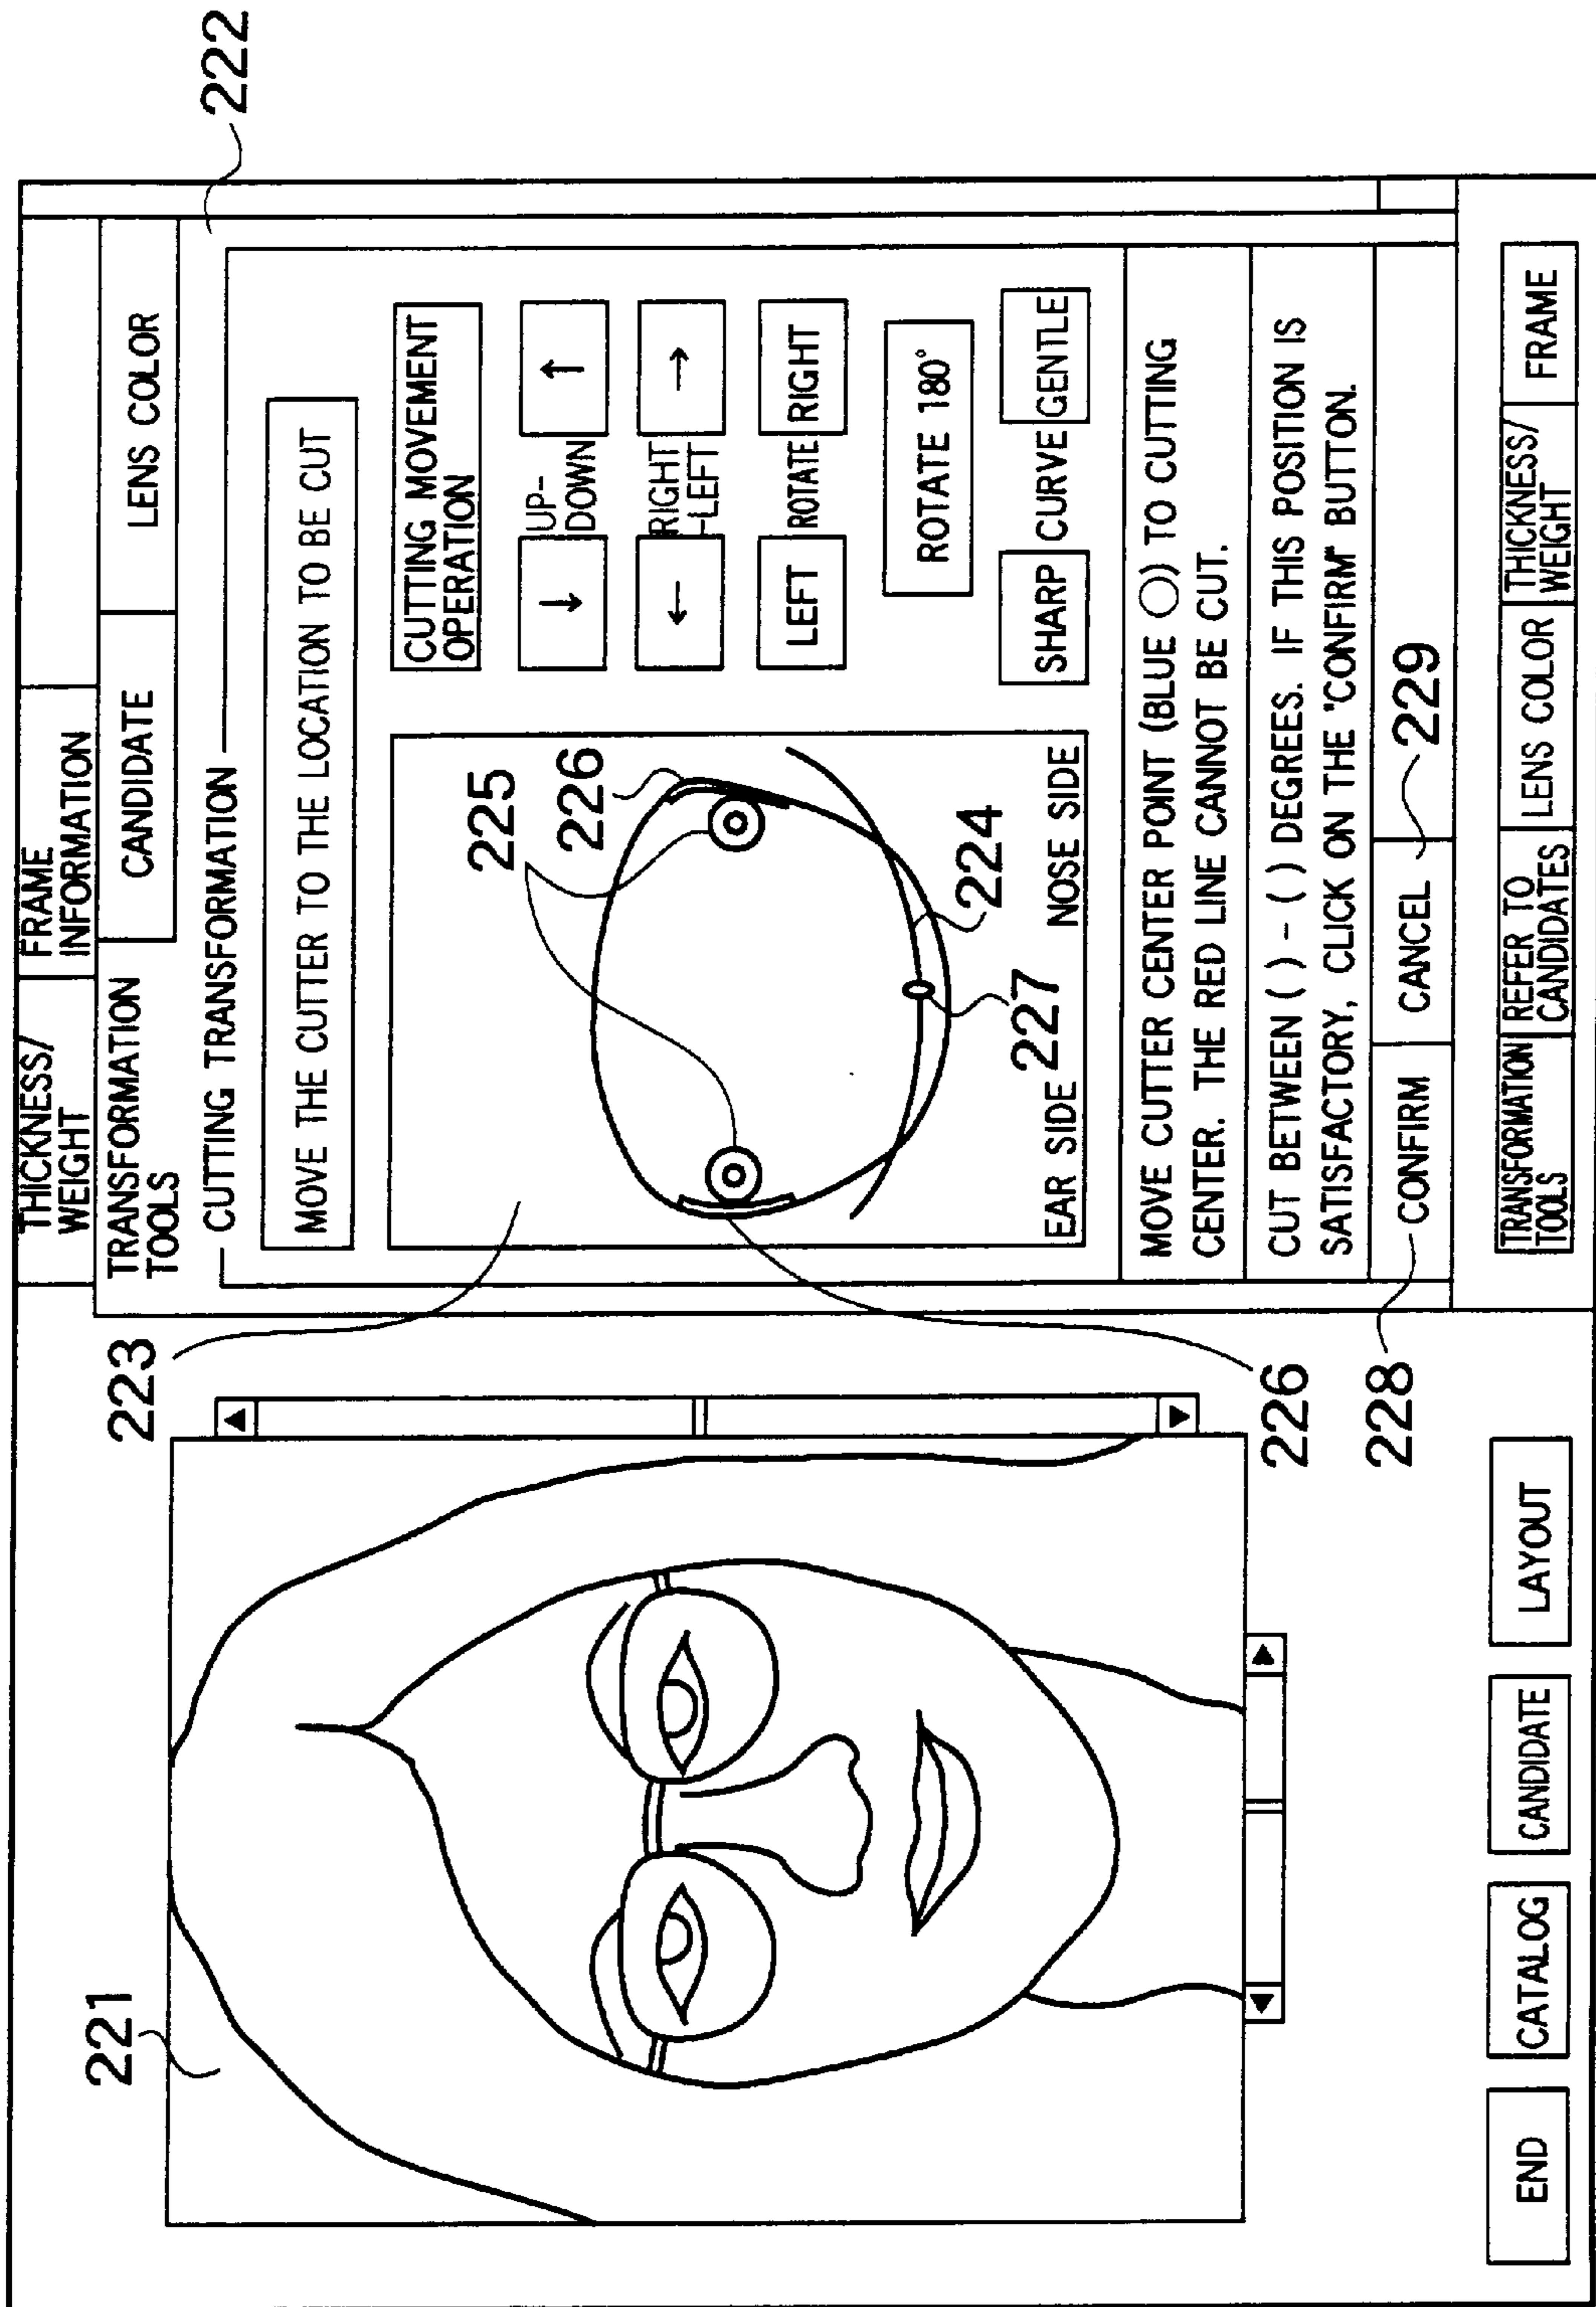 THICKNESS/
WEIGHT
FRAME
INFORMATION
TRANSFORMATION
TOOLS
CANDIDATE
LENS COLOR
222
CUTTING TRANSFORMATION
MOVE THE CUTTER TO THE LOCATION TO BE CUT
223
225
226
224
227
EAR SIDE
NOSE SIDE
CUTTING MOVEMENT
OPERATION
↓
UP-
DOWN
↑
←
RIGHT
-LEFT
→
LEFT
ROTATE
RIGHT
ROTATE 180°
SHARP
CURVE
GENTLE
MOVE CUTTER CENTER POINT (BLUE ○) TO CUTTING
CENTER. THE RED LINE CANNOT BE CUT.
CUT BETWEEN ( ) - ( ) DEGREES. IF THIS POSITION IS
SATISFACTORY, CLICK ON THE "CONFIRM" BUTTON.
CONFIRM
CANCEL
229
228
226
221
END
CATALOG
CANDIDATE
LAYOUT
TRANSFORMATION
TOOLS
REFER TO
CANDIDATES
LENS COLOR
THICKNESS/
WEIGHT
FRAME